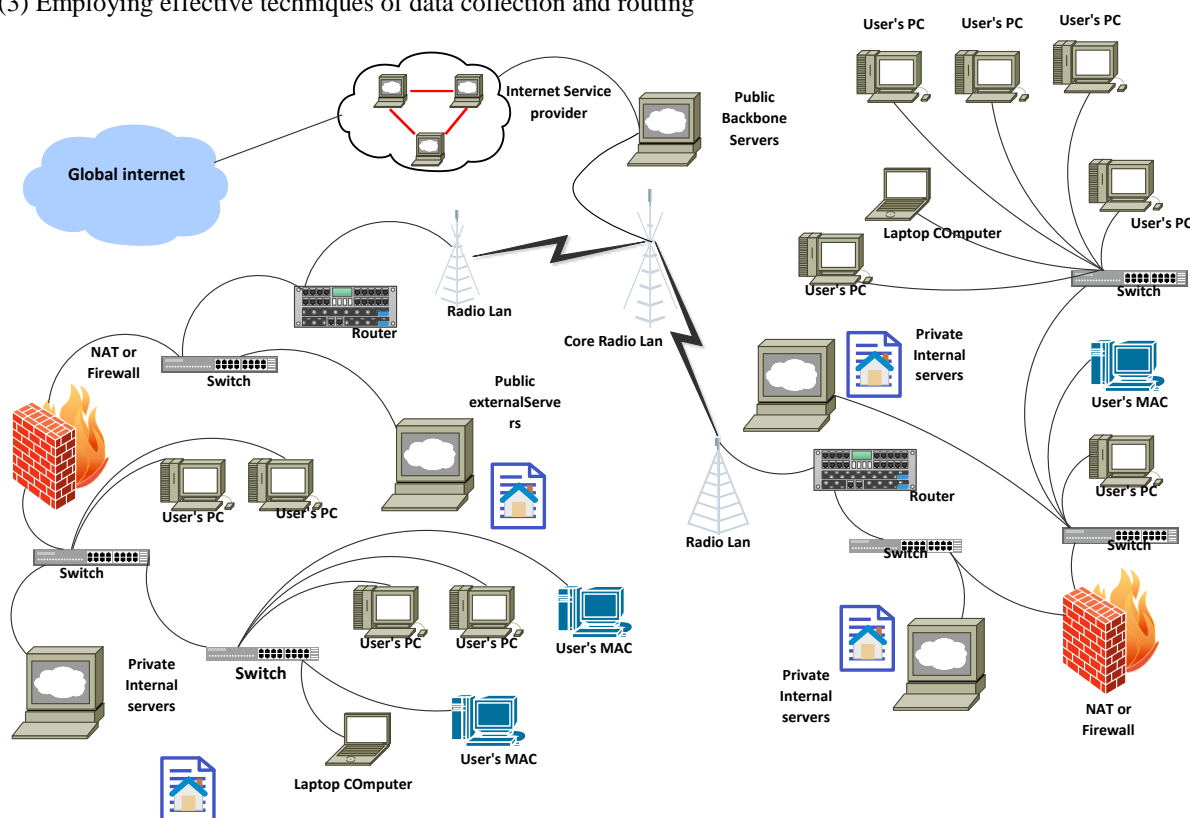 (3) Employing effective techniques of data collection and routing
User's PC
User's PC
User's PC
Internet Service
provider
Public
Backbone
Servers
Global internet
Laptop COmputer
User's PC
User's PC
Switch
Radio Lan
Core Radio Lan
Router
NAT or
Firewall
Switch
Private
Internal
servers
Public
externalServe
rs
User's MAC
User's PC
User's PC
User's PC
Router
Radio Lan
Switch
Switch
Switch
User's PC
User's PC
User's MAC
Switch
Private
Internal
servers
Private
Internal
servers
NAT or
Firewall
User's MAC
Laptop COmputer